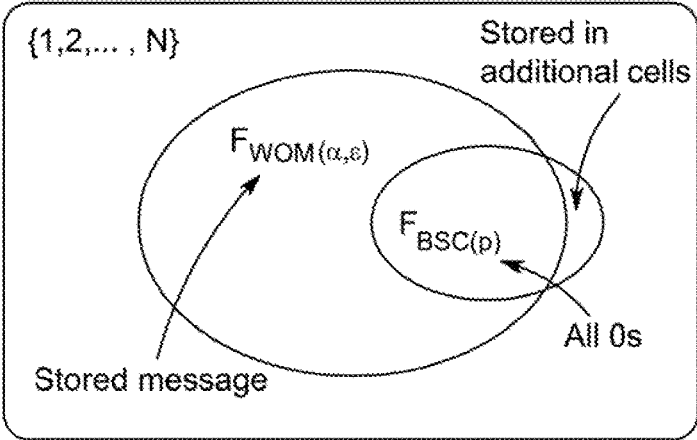 {1,2,... , N}
Stored in
additional cells
F_WOM(α,ε)
F_BSC(p)
All 0s
Stored message